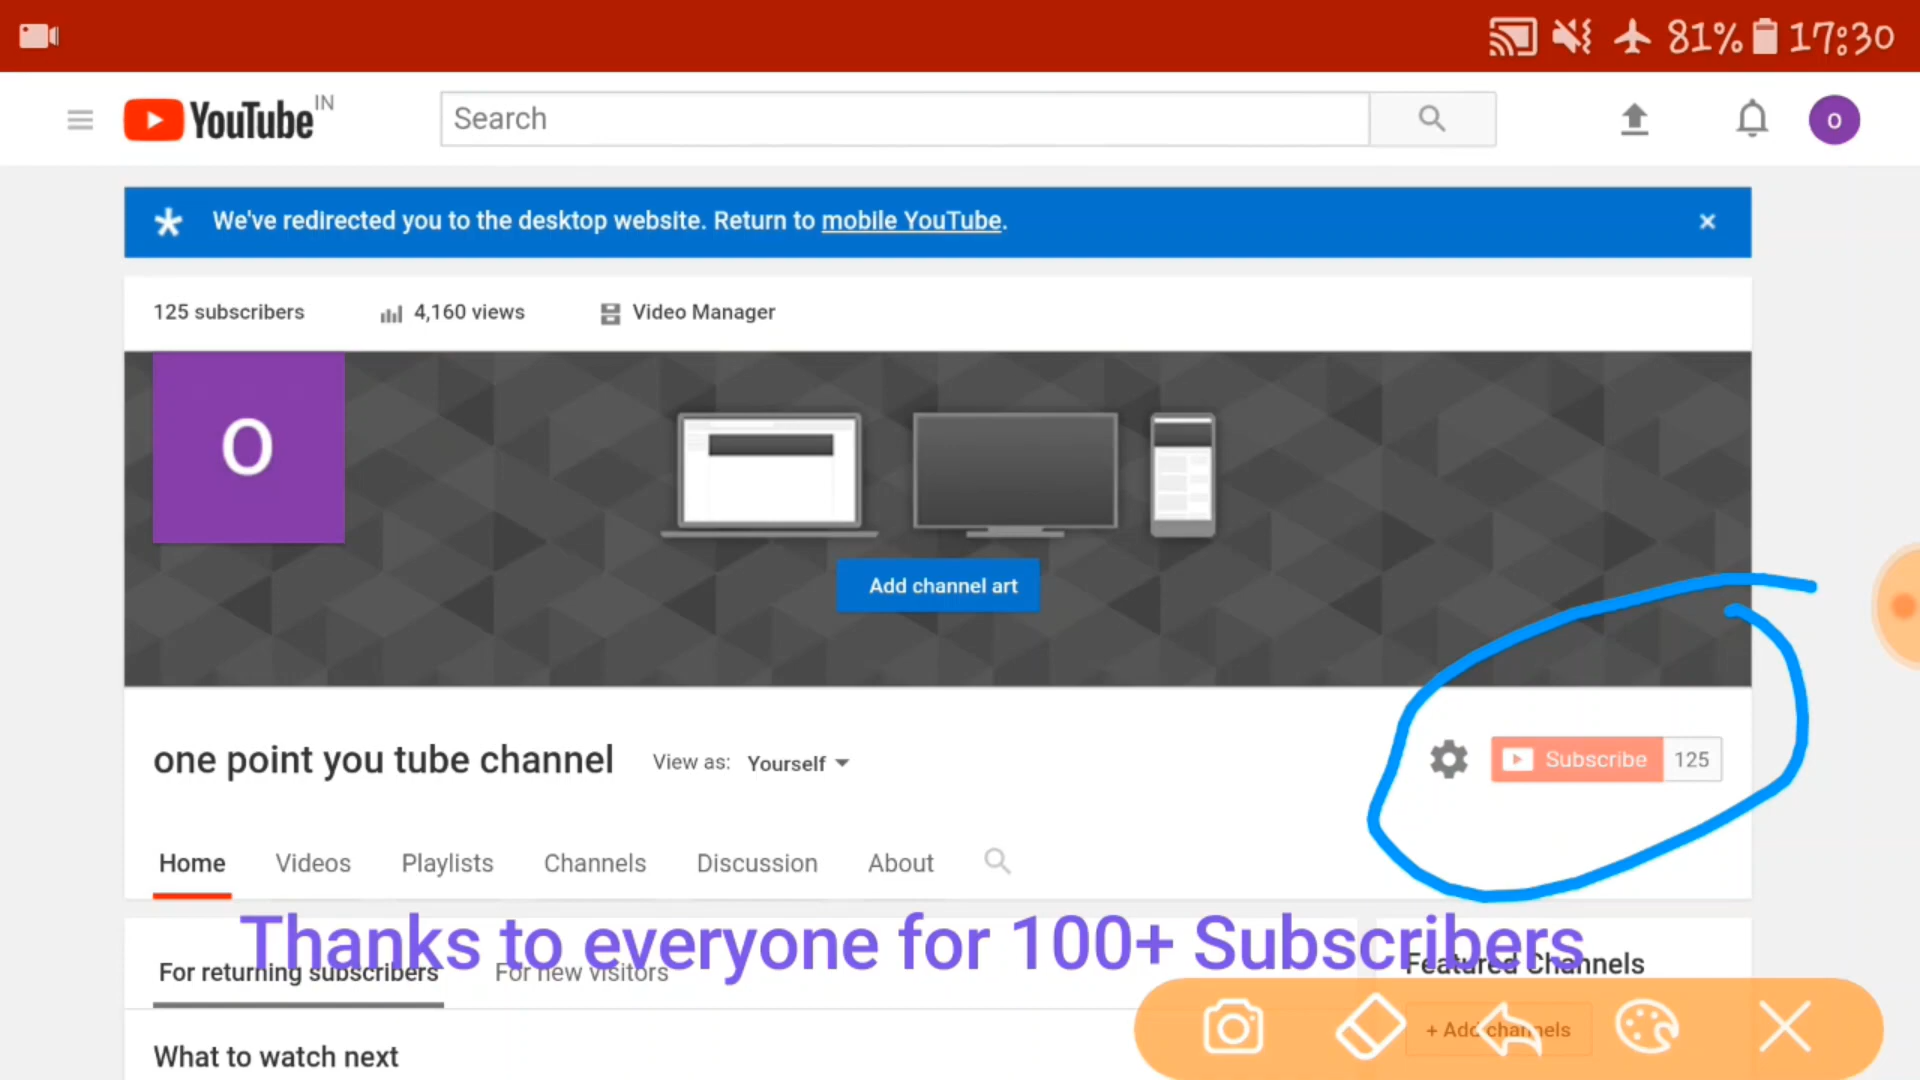 81% 17:30
YouTube IN
Search
O
We've redirected you to the desktop website. Return to mobile YouTube.
125 subscribers 4,160 views Video Manager
O
Add channel art
one point you tube channel View as: Yourself Subscribe 125
Home Videos Playlists Channels Discussion About
Thanks to everyone for 100+ Subscribers
For returning subscribers For new visitors Featured Channels
+ Add channels
What to watch next